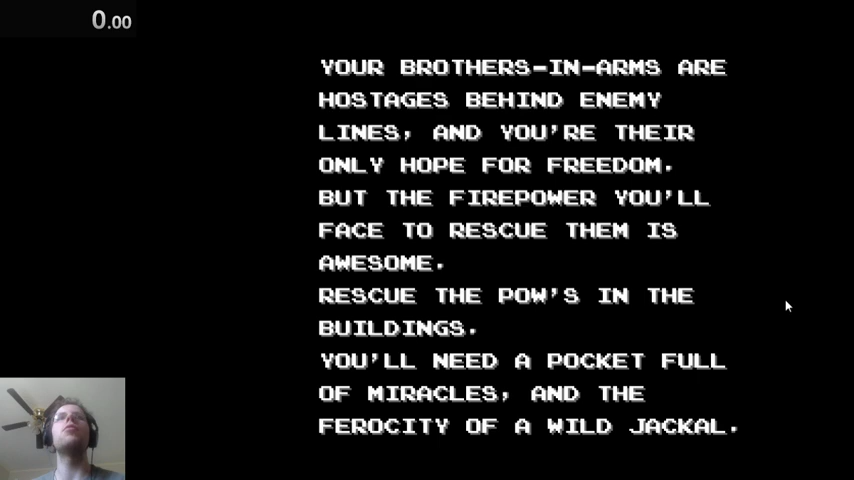 0.00
YOUR BROTHERS-IN-ARMS ARE
HOSTAGES BEHIND ENEMY
LINES, AND YOU'RE THEIR
ONLY HOPE FOR FREEDOM.
BUT THE FIREPOWER YOU'LL
FACE TO RESCUE THEM IS
AWESOME.
RESCUE THE POW'S IN THE
BUILDINGS.
YOU'LL NEED A POCKET FULL
OF MIRACLES, AND THE
FEROCITY OF A WILD JACKAL.